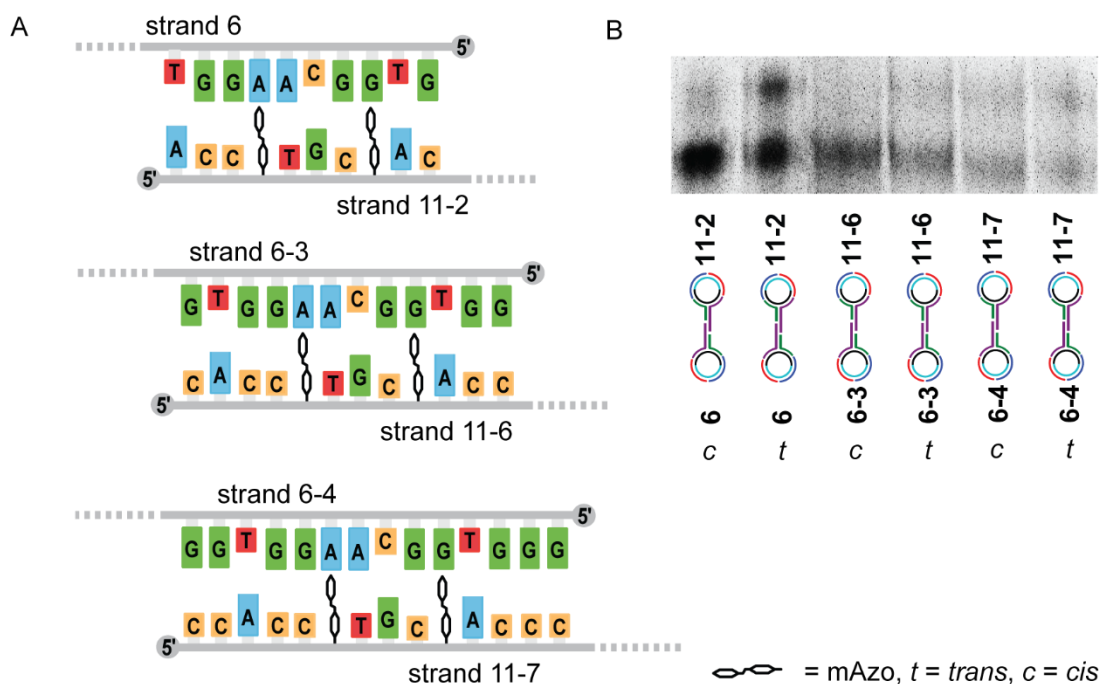 A
strand 6
5'
T G G A A C G G T G
A C C T G C A C
5'
strand 11-2
strand 6-3
5'
G T G G A A C G G T G G
C A C C T G C A C C
5'
strand 11-6
strand 6-4
5'
G G T G G A A C G G T G G G
C C A C C T G C A C C C
5'
strand 11-7
B
11-2 11-2 11-6 11-6 11-7 11-7
6 6 6-3 6-3 6-4 6-4
c t c t c t
= mAzo, t = trans, c = cis